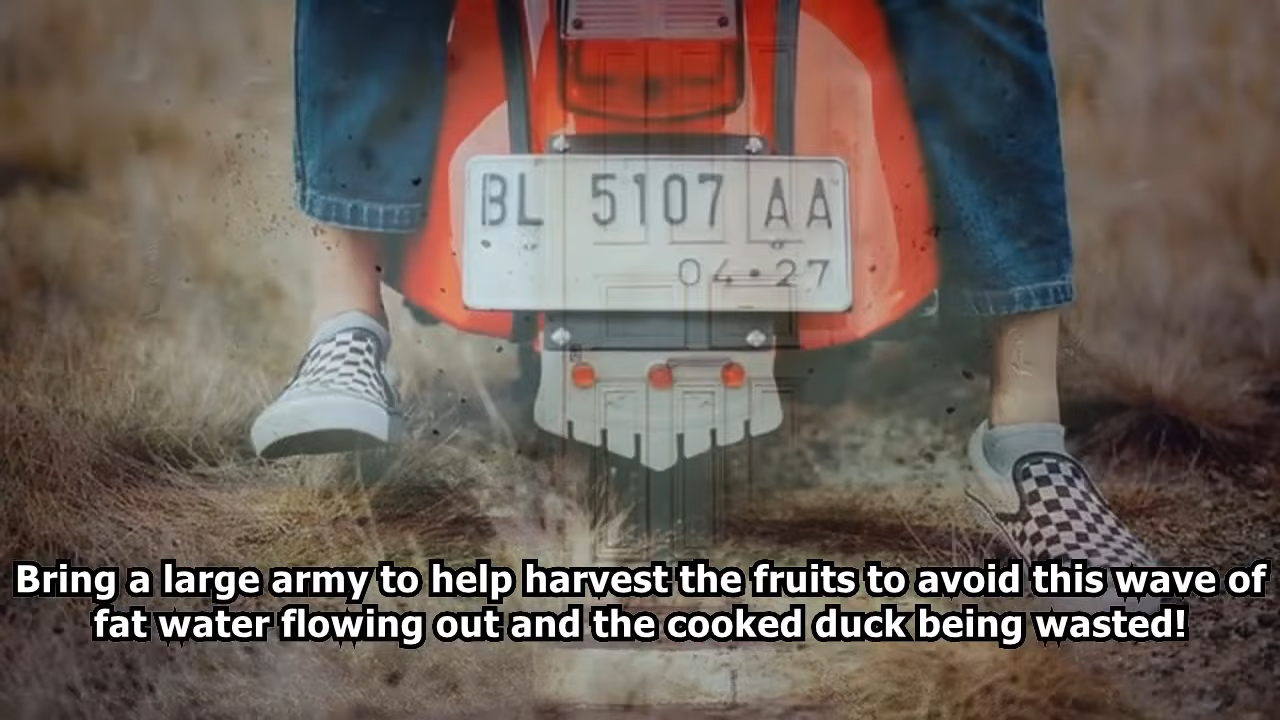 BL 5107 AA
04•27
Bring a large army to help harvest the fruits to avoid this wave of
fat water flowing out and the cooked duck being wasted!